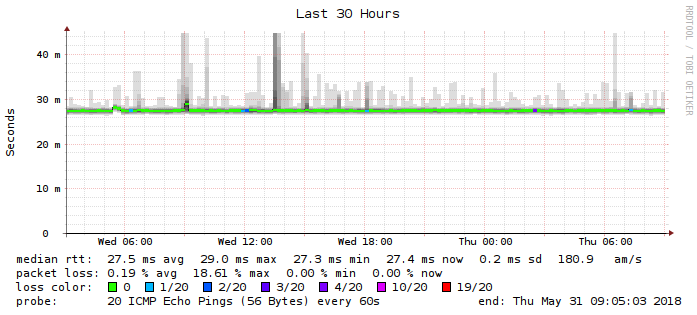 Last 30 Hours
RRDTOOL / TOBI OETIKER
Seconds
40 m
30 m
20 m
10 m
0
Wed 06:00 Wed 12:00 Wed 18:00 Thu 00:00 Thu 06:00
median rtt: 27.5 ms avg 29.0 ms max 27.3 ms min 27.4 ms now 0.2 ms sd 180.9 am/s
packet loss: 0.19 % avg 18.61 % max 0.00 % min 0.00 % now
loss color: 0 1/20 2/20 3/20 4/20 10/20 19/20
probe: 20 ICMP Echo Pings (56 Bytes) every 60s end: Thu May 31 09:05:03 2018